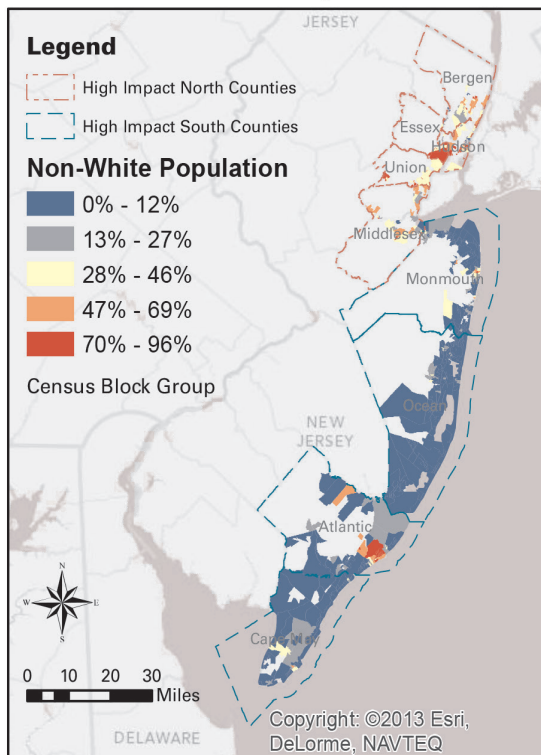 JERSEY
Legend
High Impact North Counties
High Impact South Counties
Non-White Population
0% - 12%
13% - 27%
28% - 46%
47% - 69%
70% - 96%
Census Block Group
Bergen
Essex
Hudson
Union
Middlesex
Monmouth
Ocean
NEW
JERSEY
Atlantic
Cape May
N
W E
S
0 10 20 30
Miles
DELAWARE
Copyright: ©2013 Esri,
DeLorme, NAVTEQ